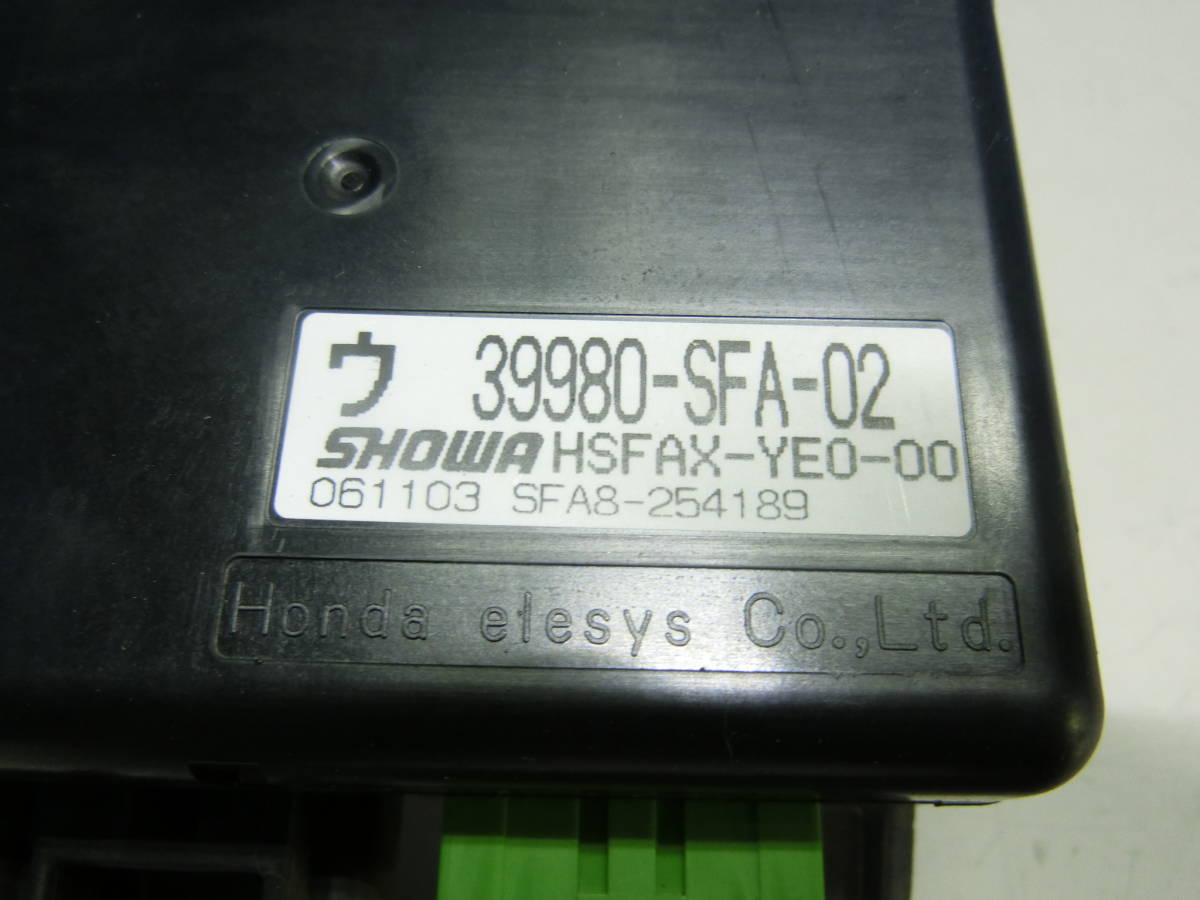 ウ 39980-SFA-02
SHOWA HSFAX-YE0-00
061103 SFA8-254189
Honda elesys Co.,Ltd.